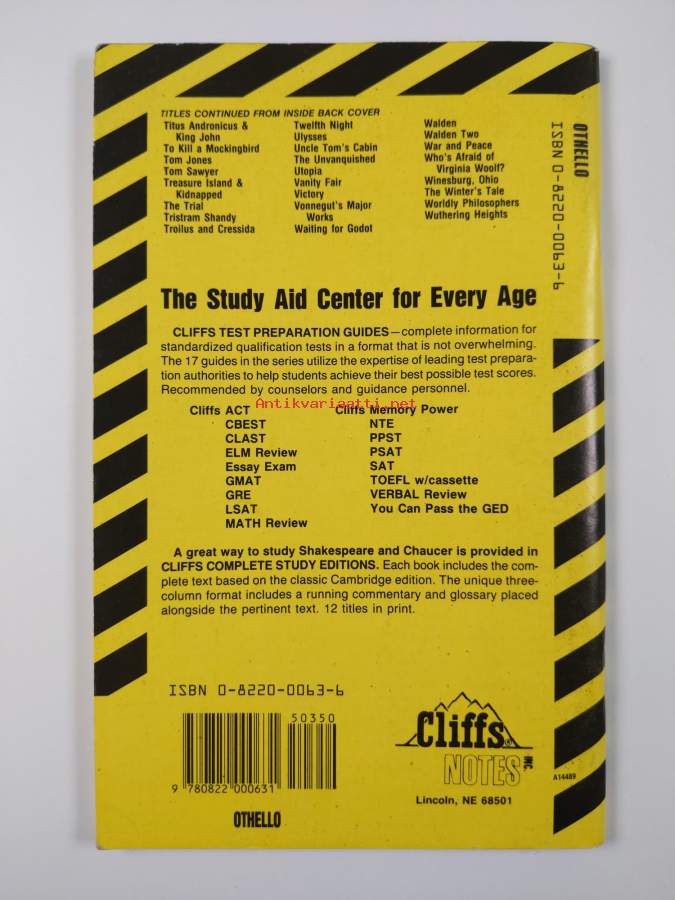 TITLES CONTINUED FROM INSIDE BACK COVER
Titus Andronicus &
King John
To Kill a Mockingbird
Tom Jones
Tom Sawyer
Treasure Island &
Kidnapped
The Trial
Tristram Shandy
Troilus and Cressida
Twelfth Night
Ulysses
Uncle Tom's Cabin
The Unvanquished
Utopia
Vanity Fair
Victory
Vonnegut's Major
Works
Waiting for Godot
Walden
Walden Two
War and Peace
Who's Afraid of
Virginia Woolf?
Winesburg, Ohio
The Winter's Tale
Worldly Philosophers
Wuthering Heights
OTHELLO
ISBN 0-8220-0063-6
The Study Aid Center for Every Age
CLIFFS TEST PREPARATION GUIDES—complete information for
standardized qualification tests in a format that is not overwhelming.
The 17 guides in the series utilize the expertise of leading test prepara-
tion authorities to help students achieve their best possible test scores.
Recommended by counselors and guidance personnel.
Antikvariaatti.net
Cliffs ACT
CBEST
CLAST
ELM Review
Essay Exam
GMAT
GRE
LSAT
MATH Review
Cliffs Memory Power
NTE
PPST
PSAT
SAT
TOEFL w/cassette
VERBAL Review
You Can Pass the GED
A great way to study Shakespeare and Chaucer is provided in
CLIFFS COMPLETE STUDY EDITIONS. Each book includes the com-
plete text based on the classic Cambridge edition. The unique three-
column format includes a running commentary and glossary placed
alongside the pertinent text. 12 titles in print.
ISBN 0-8220-0063-6
50350
9 780822 000631
OTHELLO
Cliffs
NOTES INC.
Lincoln, NE 68501
A14489